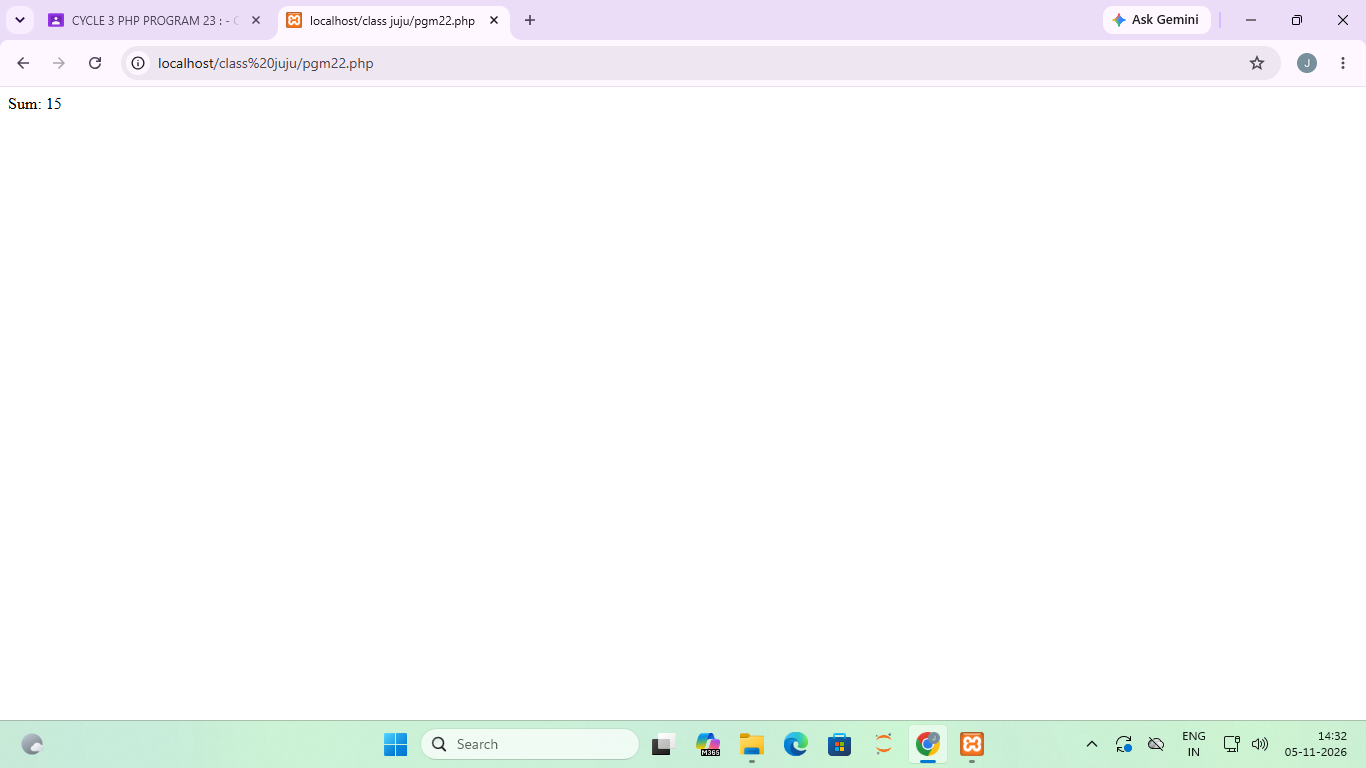 CYCLE 3 PHP PROGRAM 23 : - C
localhost/class juju/pgm22.php
Ask Gemini
localhost/class%20juju/pgm22.php
J
Sum: 15
Search
M365
ENG
IN
14:32
05-11-2026